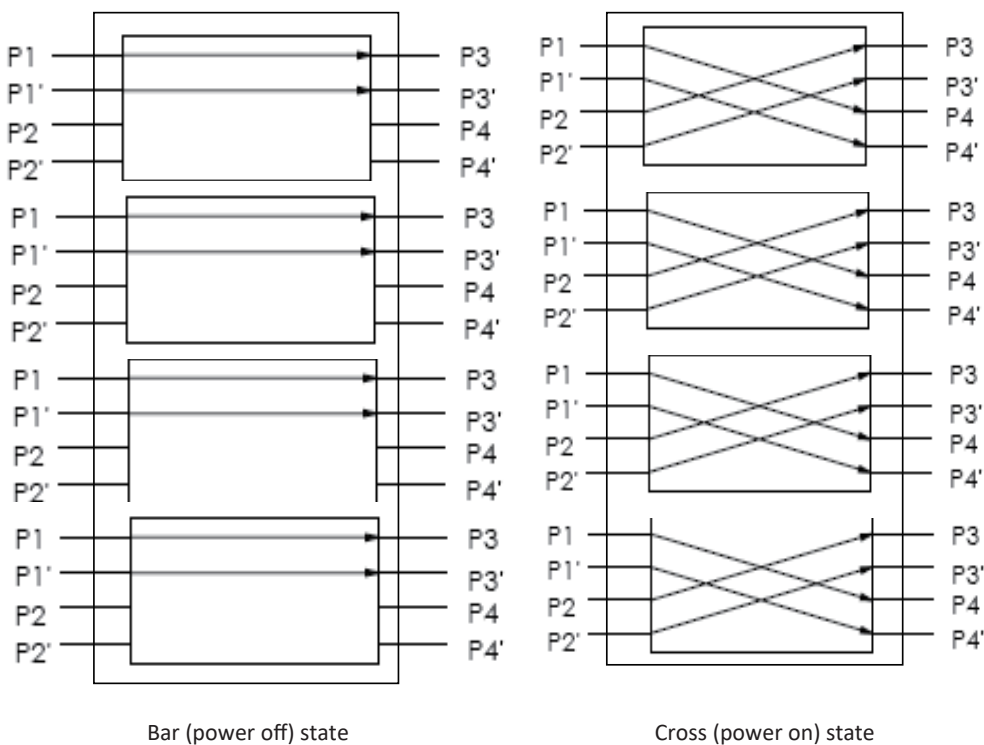 P1 P3 P1 P3
P1' P3' P1' P3'
P2 P4 P2 P4
P2' P4' P2' P4'
P1 P3 P1 P3
P1' P3' P1' P3'
P2 P4 P2 P4
P2' P4' P2' P4'
P1 P3 P1 P3
P1' P3' P1' P3'
P2 P4 P2 P4
P2' P4' P2' P4'
P1 P3 P1 P3
P1' P3' P1' P3'
P2 P4 P2 P4
P2' P4' P2' P4'
Bar (power off) state Cross (power on) state